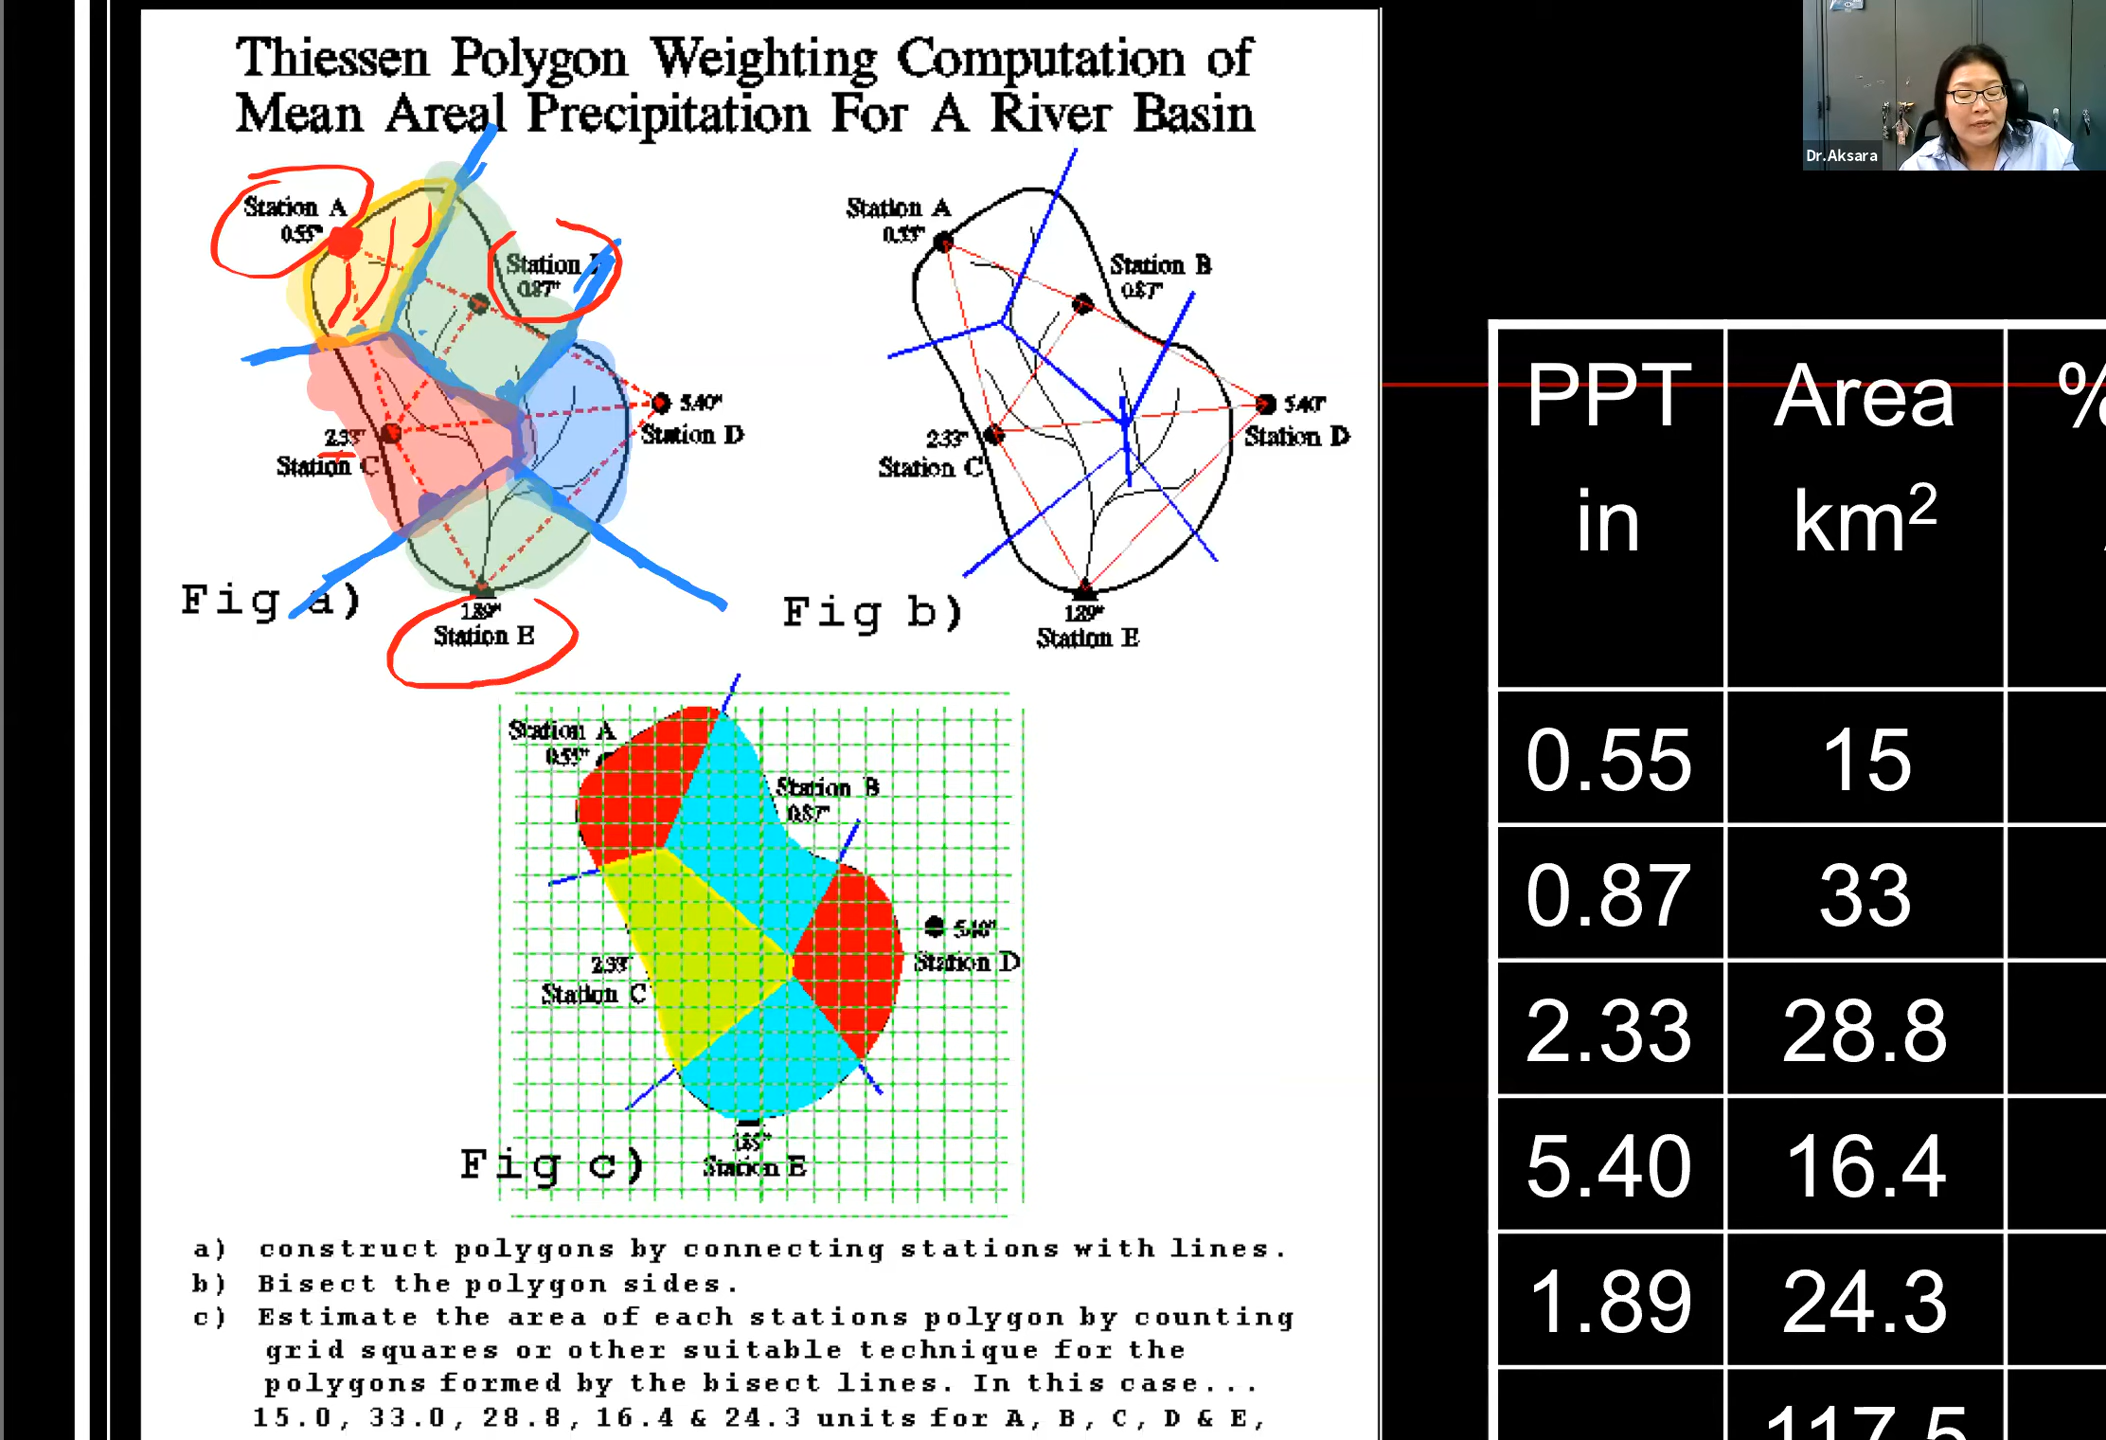 Thiessen Polygon Weighting Computation of
Mean Areal Precipitation For A River Basin
Station A
0.55"
Station
0.87"
5.40"
Station D
2.33"
Station C
1.89"
Station E
Fig a)
Station A
0.55"
Station B
0.87"
5.40"
Station D
2.33"
Station C
1.89"
Station E
Fig b)
Station A
0.55"
Station B
0.87"
5.40"
Station D
2.33"
Station C
Station E
Fig c)
a) construct polygons by connecting stations with lines.
b) Bisect the polygon sides.
c) Estimate the area of each stations polygon by counting
grid squares or other suitable technique for the
polygons formed by the bisect lines. In this case...
15.0, 33.0, 28.8, 16.4 & 24.3 units for A, B, C, D & E,
Dr.Aksara
PPT Area %
in km²
0.55 15
0.87 33
2.33 28.8
5.40 16.4
1.89 24.3
117.5